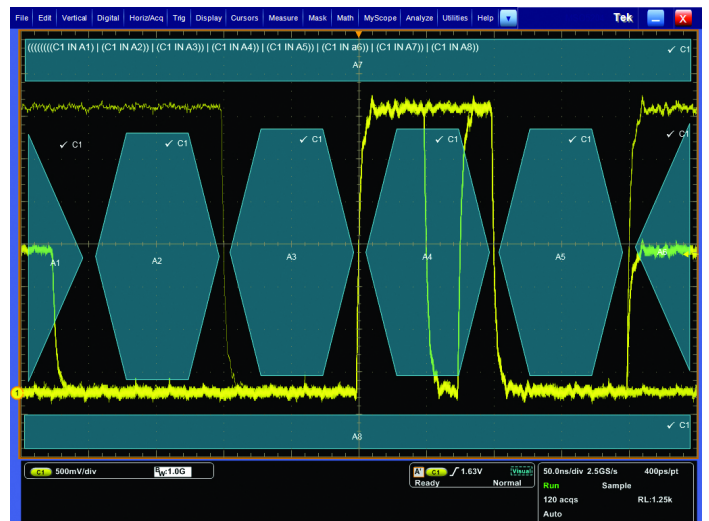 File Edit Vertical Digital Horiz/Acq Trig Display Cursors Measure Mask Math MyScope Analyze Utilities Help Tek X
((((((((C1 IN A1) | (C1 IN A2)) | (C1 IN A3)) | (C1 IN A4)) | (C1 IN A5)) | (C1 IN a6)) | (C1 IN A7)) | (C1 IN A8)) ✓ C1
A7
✓ C1 ✓ C1 ✓ C1 ✓ C1 ✓ C1 ✓ C1
A1 A2 A3 A4 A5 A6
1
✓ C1
A8
C1 500mV/div BW:1.0G
A' C1 1.63V Visual
Ready Normal
50.0ns/div 2.5GS/s 400ps/pt
Run Sample
120 acqs RL:1.25k
Auto